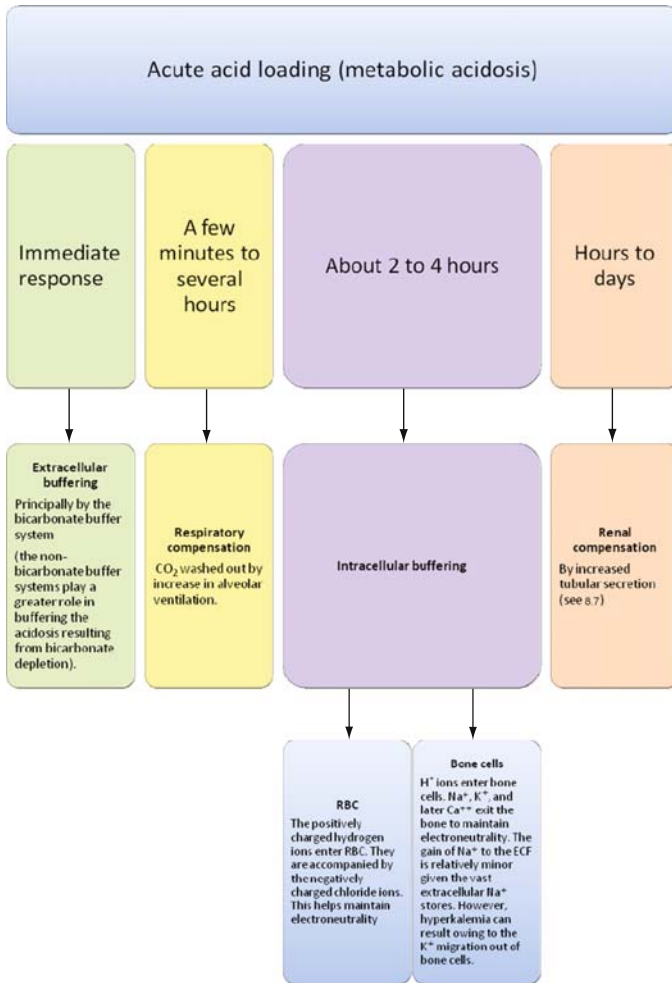 Acute acid loading (metabolic acidosis)
Immediate
response
A few
minutes to
several
hours
About 2 to 4 hours
Hours to
days
Extracellular
buffering
Principally by the
bicarbonate buffer
system
(the non-
bicarbonate buffer
systems play a
greater role in
buffering the
acidosis resulting
from bicarbonate
depletion).
Respiratory
compensation
CO₂ washed out by
increase in alveolar
ventilation.
Intracellular buffering
Renal
compensation
By increased
tubular secretion
(see 8.7)
RBC
The positively
charged hydrogen
ions enter RBC. They
are accompanied by
the negatively
charged chloride ions.
This helps maintain
electroneutrality
Bone cells
H⁺ ions enter bone
cells. Na⁺, K⁺, and
later Ca⁺⁺ exit the
bone to maintain
electroneutrality. The
gain of Na⁺ to the ECF
is relatively minor
given the vast
extracellular Na⁺
stores. However,
hyperkalemia can
result owing to the
K⁺ migration out of
bone cells.